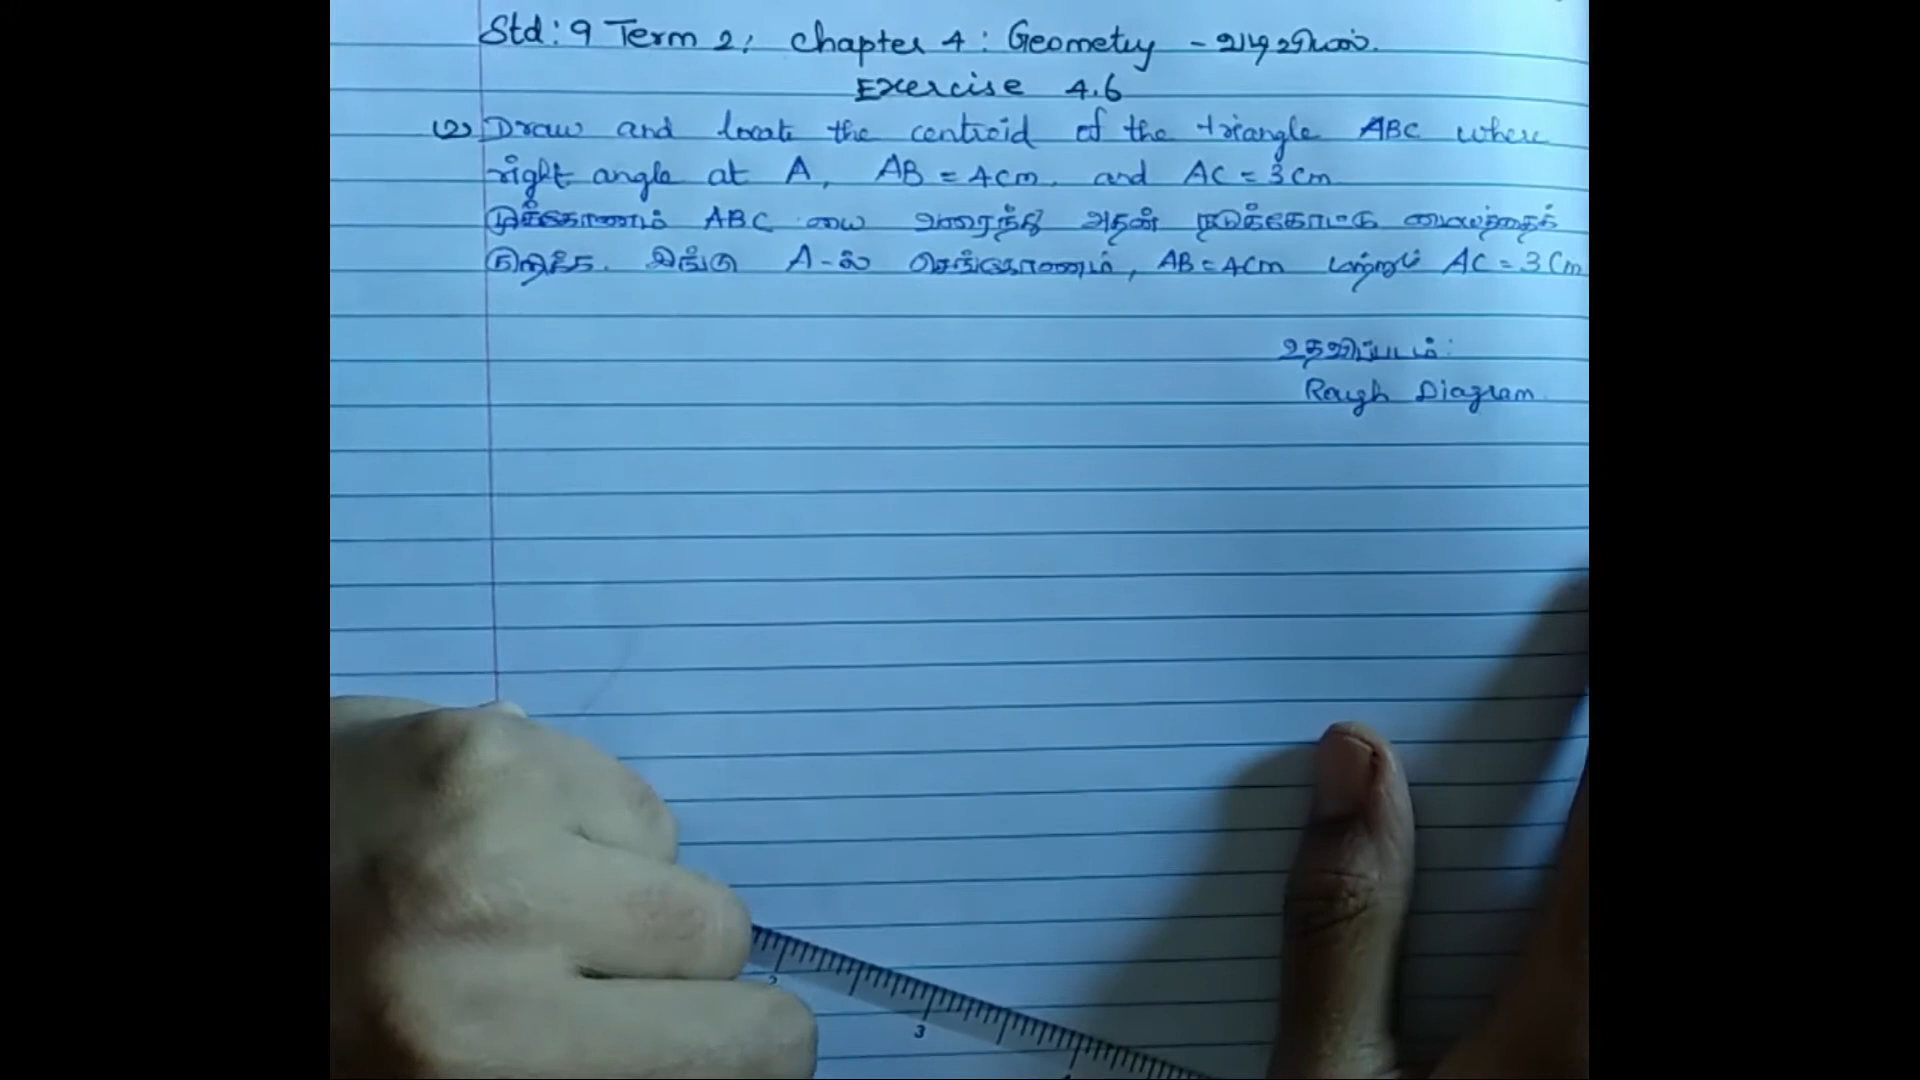 Std: 9 Term 2: Chapter 4: Geometry - வடிவியல்.
Exercise 4.6
(2) Draw and locate the centroid of the triangle ABC where
right angle at A, AB = 4cm, and AC = 3cm
முக்கோணம் ABC யை வரைந்து அதன் நடுக்கோட்டு மையத்தைக்
குறிக்க. இங்கு A-ல் செங்கோணம், AB = 4cm மற்றும் AC = 3cm
உதவிப்படம்:
Rough Diagram
2
3